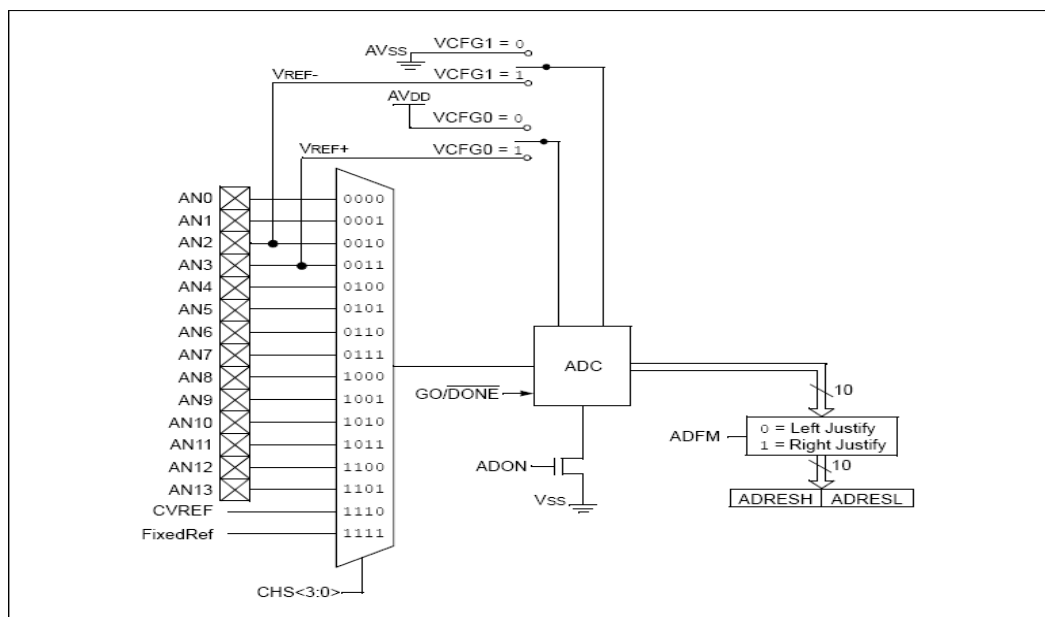 AVSS
VCFG1 = 0
VREF-
VCFG1 = 1
AVDD
VCFG0 = 0
VREF+
VCFG0 = 1
AN0 0000
AN1 0001
AN2 0010
AN3 0011
AN4 0100
AN5 0101
AN6 0110
AN7 0111
AN8 1000
AN9 1001
AN10 1010
AN11 1011
AN12 1100
AN13 1101
CVREF 1110
FixedRef 1111
CHS<3:0>
ADC
GO/DONE
ADON
VSS
10
ADFM
0 = Left Justify
1 = Right Justify
10
ADRESH ADRESL